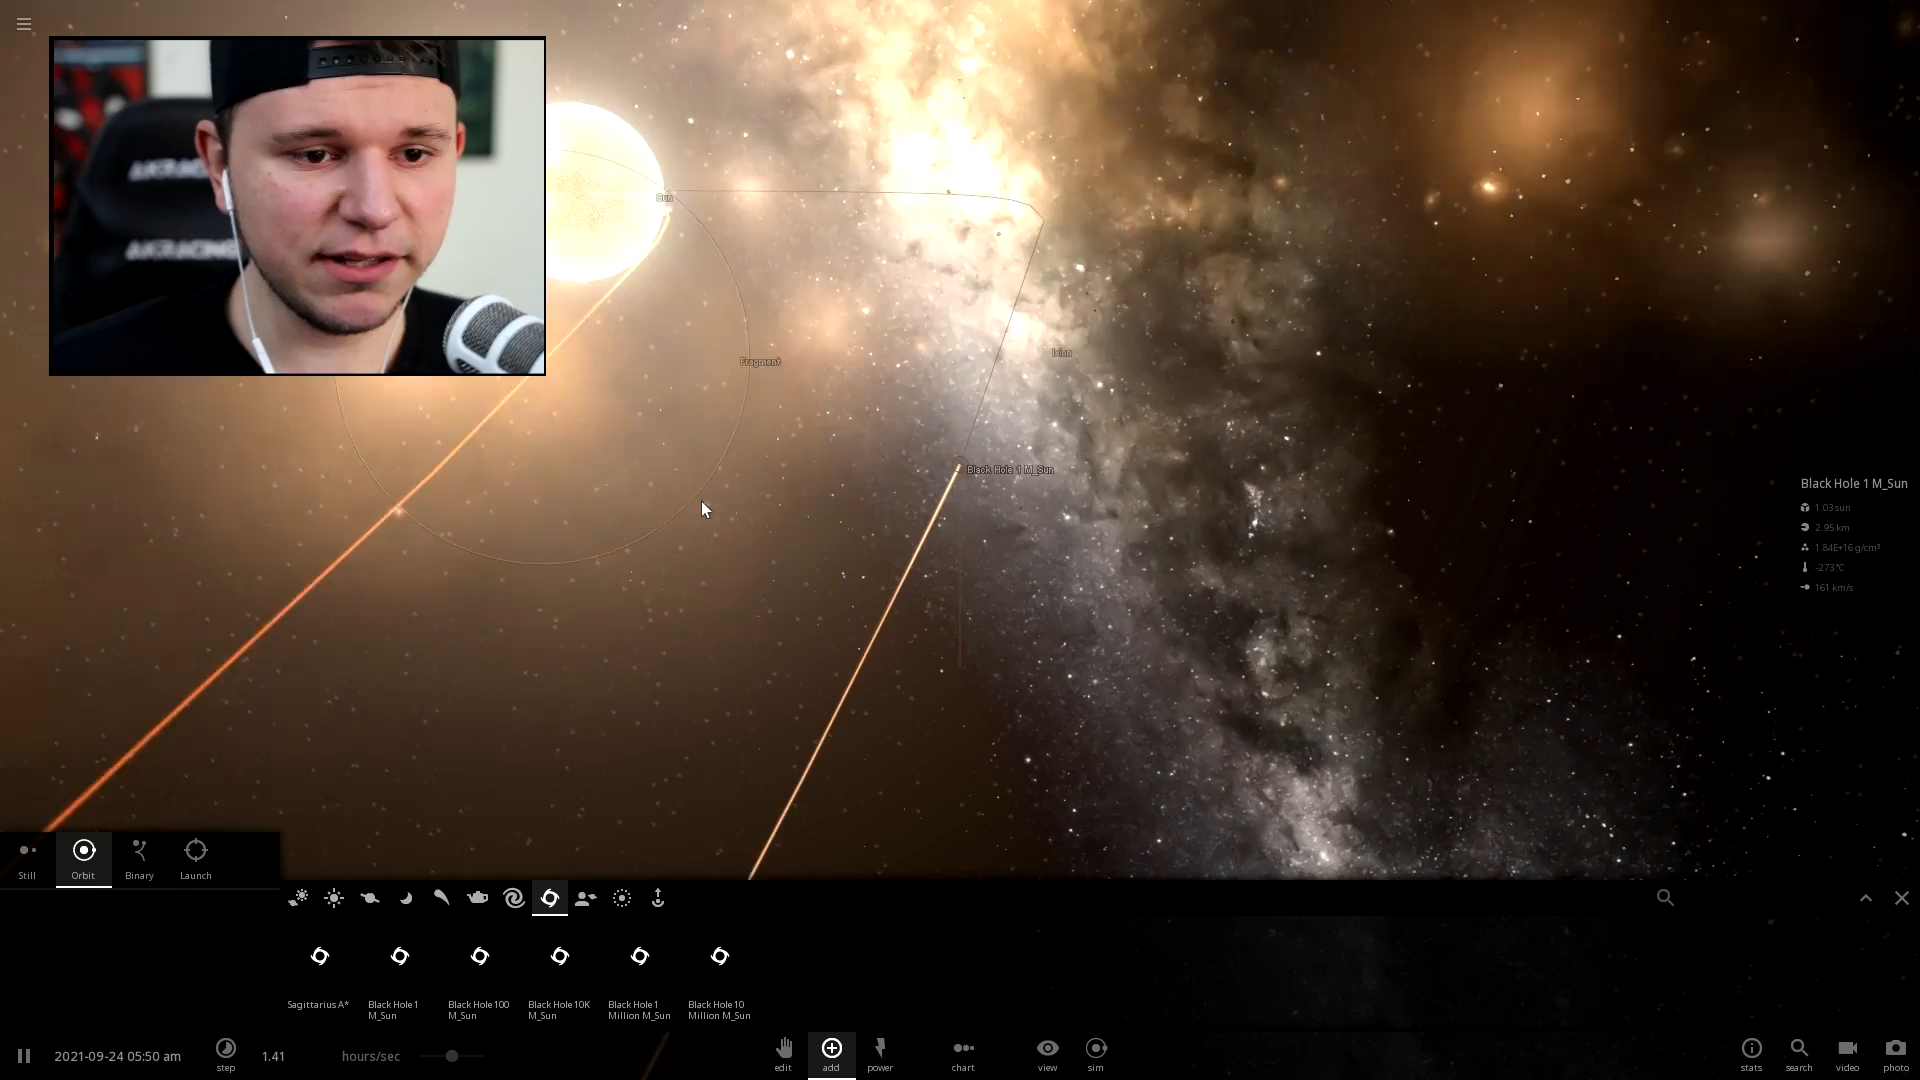 AKRACING
AKRACING
Sun
Fragment
Ixion
Black Hole 1 M_Sun
Black Hole 1 M_Sun
1.03 sun
2.95 km
1.84E+16 g/cm³
-273°C
161 km/s
Still
Orbit
Binary
Launch
Sagittarius A*
Black Hole 1
M_Sun
Black Hole 100
M_Sun
Black Hole 10K
M_Sun
Black Hole 1
Million M_Sun
Black Hole 10
Million M_Sun
2021-09-24 05:50 am
step
1.41
hours/sec
edit
add
power
chart
view
sim
stats
search
video
photo